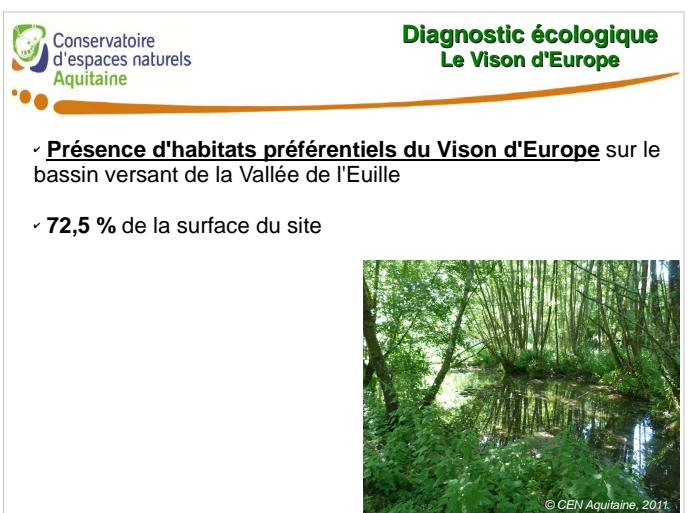 Conservatoire
d'espaces naturels
Aquitaine
Diagnostic écologique
Le Vison d'Europe
✔ Présence d'habitats préférentiels du Vison d'Europe sur le
bassin versant de la Vallée de l'Euille
✔ 72,5 % de la surface du site
© CEN Aquitaine, 2011.